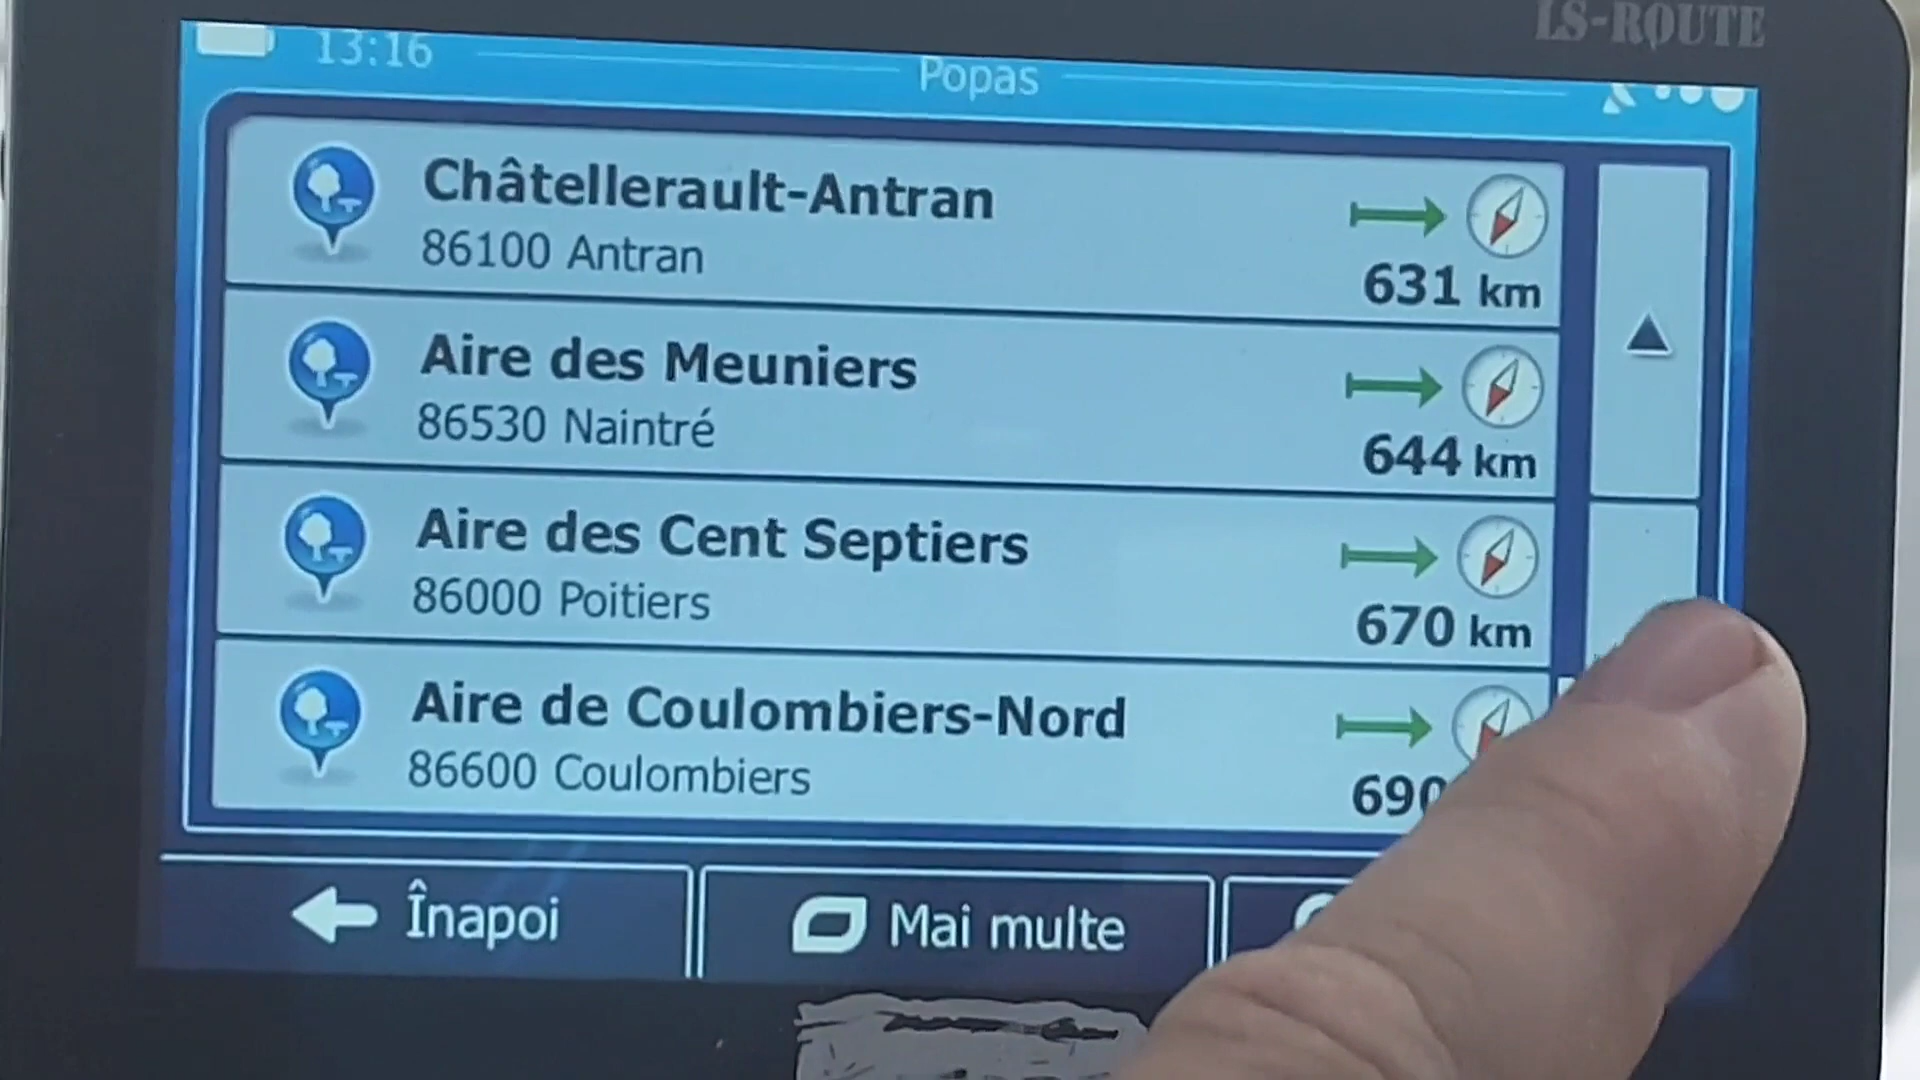 LS-ROUTE
13:16
Popas
Châtellerault-Antran
86100 Antran
631 km
Aire des Meuniers
86530 Naintré
644 km
Aire des Cent Septiers
86000 Poitiers
670 km
Aire de Coulombiers-Nord
86600 Coulombiers
690
Înapoi
Mai multe